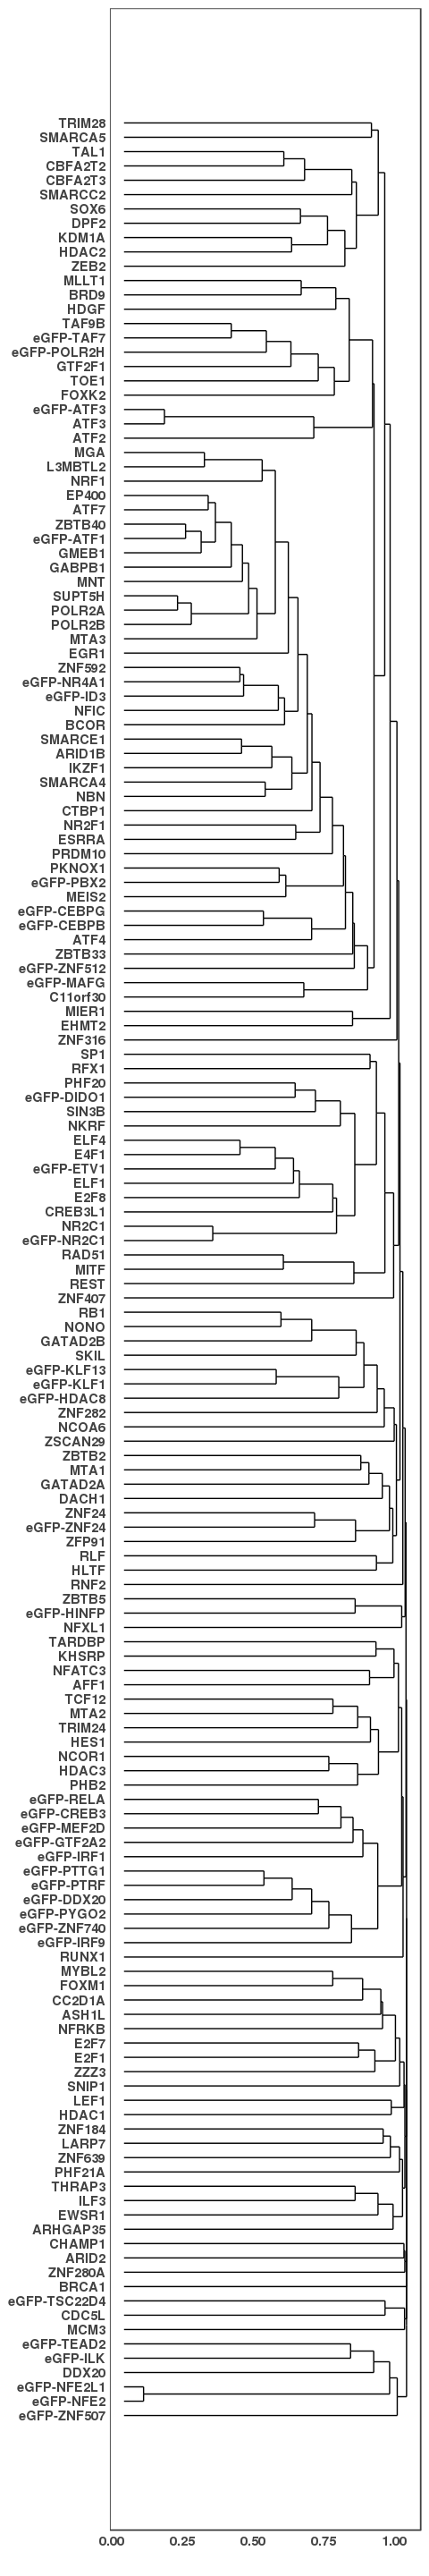 TRIM28
SMARCA5
TAL1
CBFA2T2
CBFA2T3
SMARCC2
SOX6
DPF2
KDM1A
HDAC2
ZEB2
MLLT1
BRD9
HDGF
TAF9B
eGFP-TAF7
eGFP-POLR2H
GTF2F1
TOE1
FOXK2
eGFP-ATF3
ATF3
ATF2
MGA
L3MBTL2
NRF1
EP400
ATF7
ZBTB40
eGFP-ATF1
GMEB1
GABPB1
MNT
SUPT5H
POLR2A
POLR2B
MTA3
EGR1
ZNF592
eGFP-NR4A1
eGFP-ID3
NFIC
BCOR
SMARCE1
ARID1B
IKZF1
SMARCA4
NBN
CTBP1
NR2F1
ESRRA
PRDM10
PKNOX1
eGFP-PBX2
MEIS2
eGFP-CEBPG
eGFP-CEBPB
ATF4
ZBTB33
eGFP-ZNF512
eGFP-MAFG
C11orf30
MIER1
EHMT2
ZNF316
SP1
RFX1
PHF20
eGFP-DIDO1
SIN3B
NKRF
ELF4
E4F1
eGFP-ETV1
ELF1
E2F8
CREB3L1
NR2C1
eGFP-NR2C1
RAD51
MITF
REST
ZNF407
RB1
NONO
GATAD2B
SKIL
eGFP-KLF13
eGFP-KLF1
eGFP-HDAC8
ZNF282
NCOA6
ZSCAN29
ZBTB2
MTA1
GATAD2A
DACH1
ZNF24
eGFP-ZNF24
ZFP91
RLF
HLTF
RNF2
ZBTB5
eGFP-HINFP
NFXL1
TARDBP
KHSRP
NFATC3
AFF1
TCF12
MTA2
TRIM24
HES1
NCOR1
HDAC3
PHB2
eGFP-RELA
eGFP-CREB3
eGFP-MEF2D
eGFP-GTF2A2
eGFP-IRF1
eGFP-PTTG1
eGFP-PTRF
eGFP-DDX20
eGFP-PYGO2
eGFP-ZNF740
eGFP-IRF9
RUNX1
MYBL2
FOXM1
CC2D1A
ASH1L
NFRKB
E2F7
E2F1
ZZZ3
SNIP1
LEF1
HDAC1
ZNF184
LARP7
ZNF639
PHF21A
THRAP3
ILF3
EWSR1
ARHGAP35
CHAMP1
ARID2
ZNF280A
BRCA1
eGFP-TSC22D4
CDC5L
MCM3
eGFP-TEAD2
eGFP-ILK
DDX20
eGFP-NFE2L1
eGFP-NFE2
eGFP-ZNF507
0.00 0.25 0.50 0.75 1.00